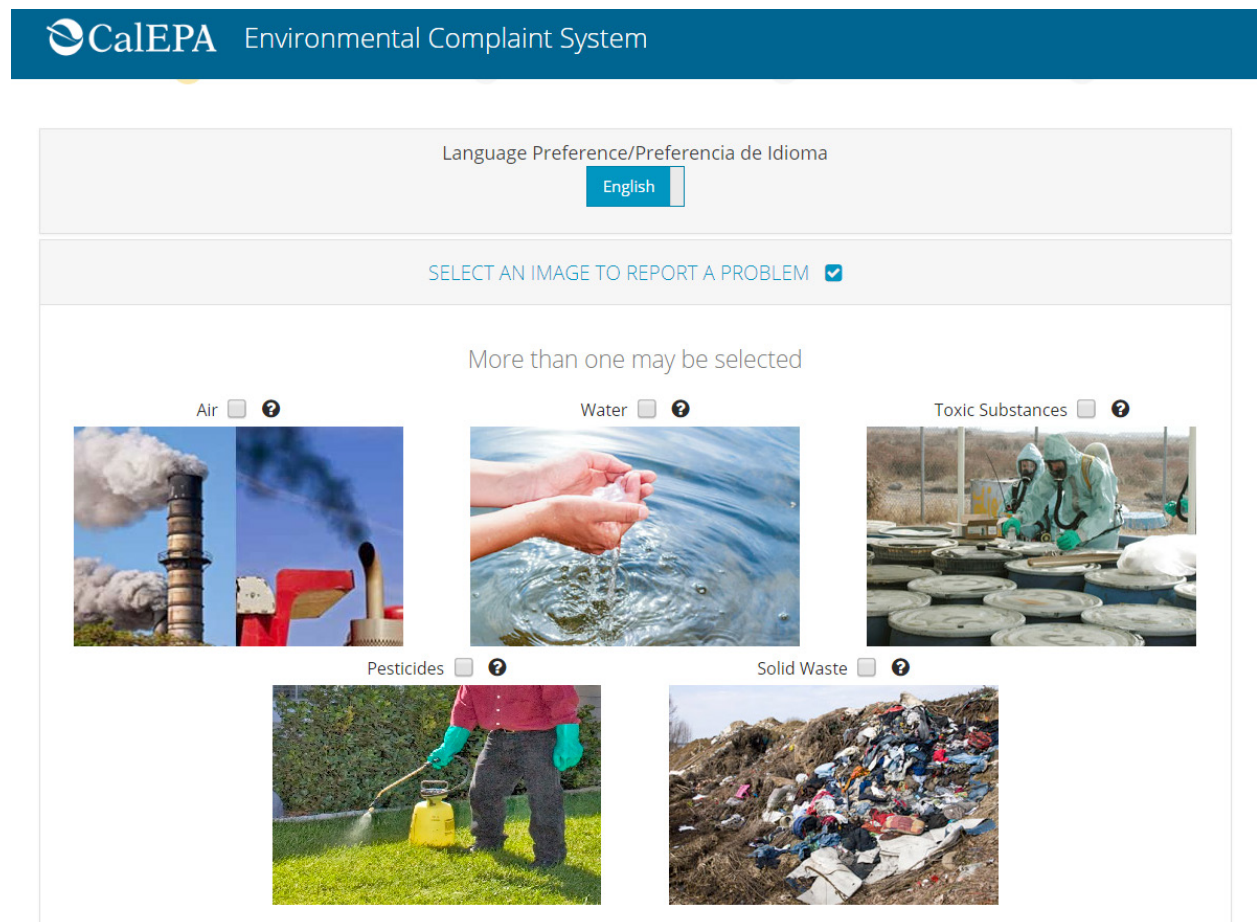 CalEPA Environmental Complaint System
Language Preference/Preferencia de Idioma
English
SELECT AN IMAGE TO REPORT A PROBLEM
More than one may be selected
Air
Water
Toxic Substances
Pesticides
Solid Waste